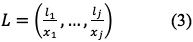 L = (l₁/x₁, … , lⱼ/xⱼ) (3)